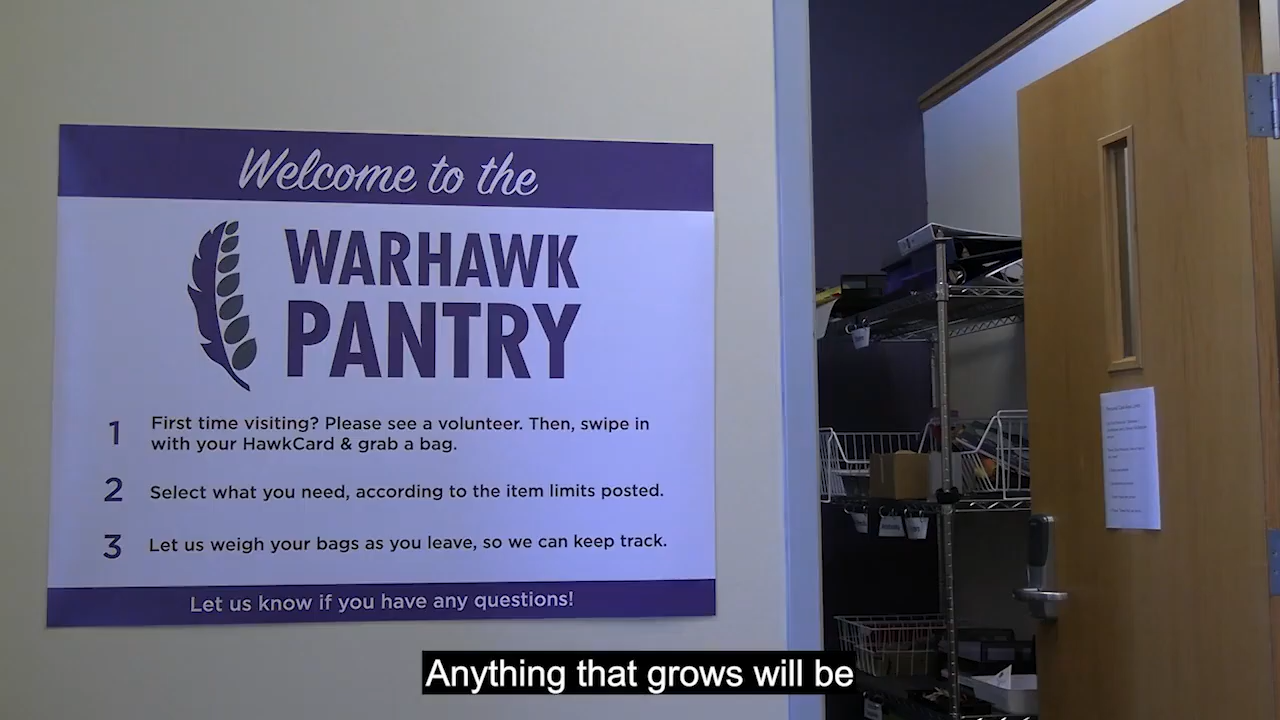 Welcome to the
WARHAWK
PANTRY
1 First time visiting? Please see a volunteer. Then, swipe in
with your HawkCard & grab a bag.
2 Select what you need, according to the item limits posted.
3 Let us weigh your bags as you leave, so we can keep track.
Let us know if you have any questions!
Anything that grows will be